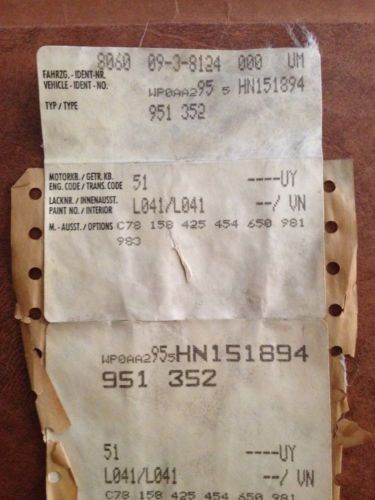 8060 09-3-8124 000 UM
FAHRZG.-IDENT-NR.
VEHICLE-IDENT-NO.
WP0AA295 5 HN151894
TYP/TYPE
951 352
MOTORKB./GETR.KB.
ENG.CODE/TRANS.CODE
51 ----UY
LACKNR./INNENAUSST.
PAINT NO./INTERIOR
L041/L041 --/ VN
M.-AUSST./OPTIONS C78 158 425 454 650 981
983
WP0AA295 5 HN151894
951 352
51 ----UY
L041/L041 --/ VN
C78 158 425 454 650 981